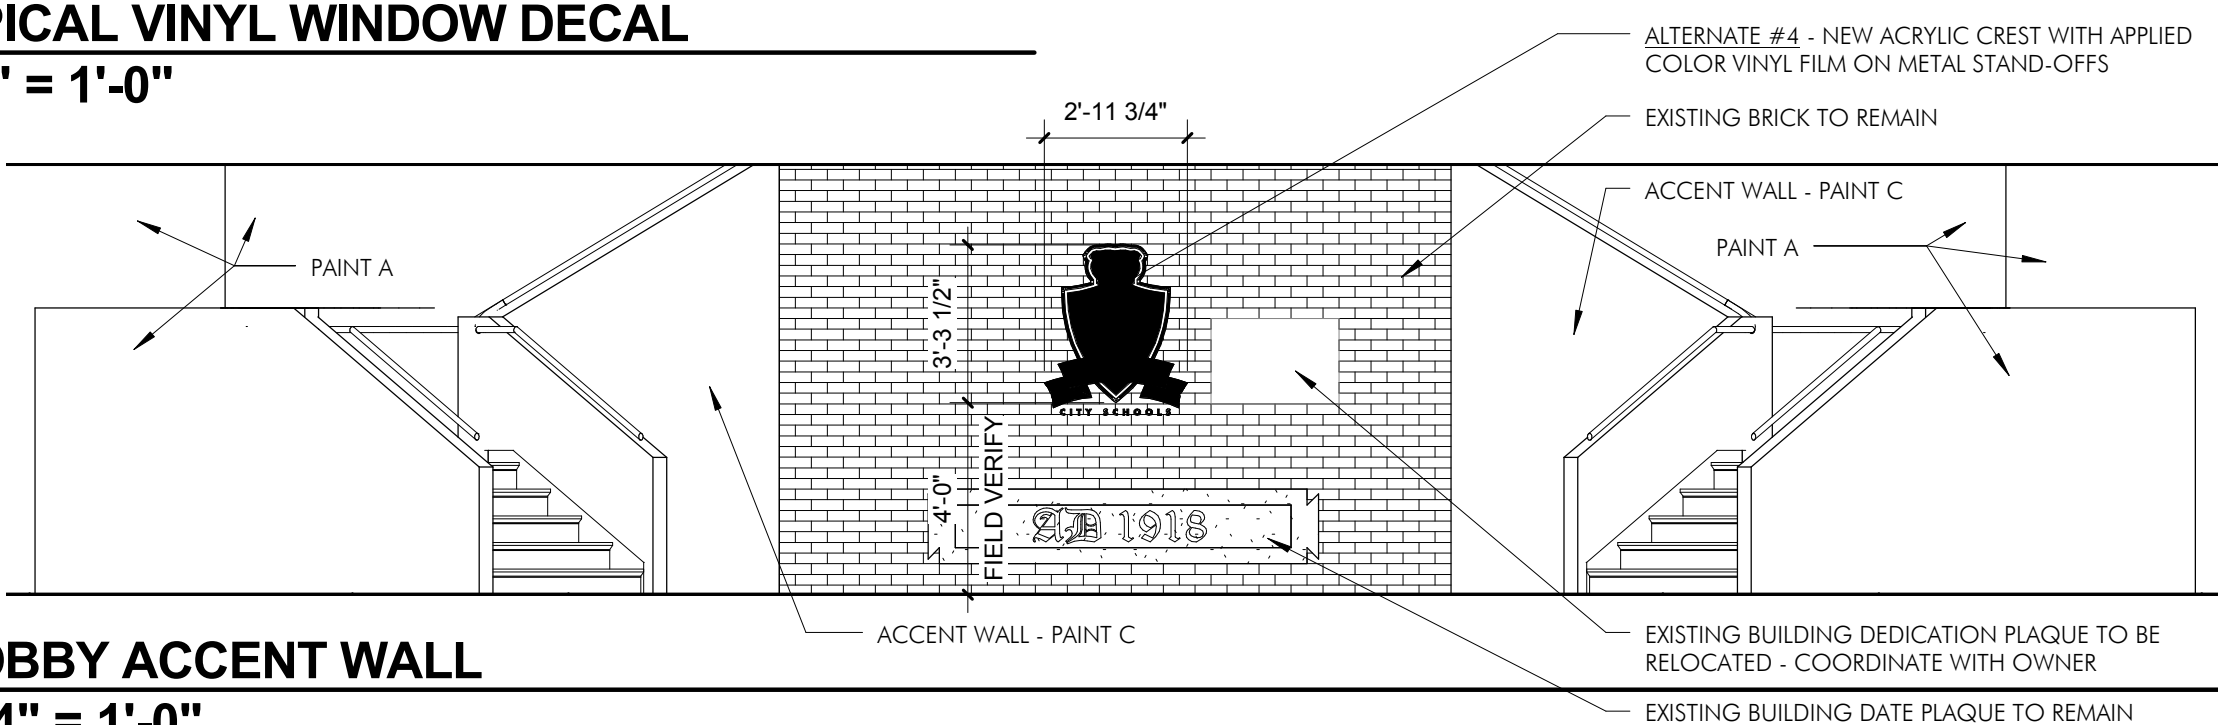 PICAL VINYL WINDOW DECAL
" = 1'-0"
ALTERNATE #4 - NEW ACRYLIC CREST WITH APPLIED
COLOR VINYL FILM ON METAL STAND-OFFS
2'-11 3/4"
EXISTING BRICK TO REMAIN
ACCENT WALL - PAINT C
PAINT A
PAINT A
3'-3 1/2"
CITY SCHOOLS
4'-0"
FIELD VERIFY
AD 1918
ACCENT WALL - PAINT C
EXISTING BUILDING DEDICATION PLAQUE TO BE
RELOCATED - COORDINATE WITH OWNER
OBBY ACCENT WALL
4" = 1'-0"
EXISTING BUILDING DATE PLAQUE TO REMAIN